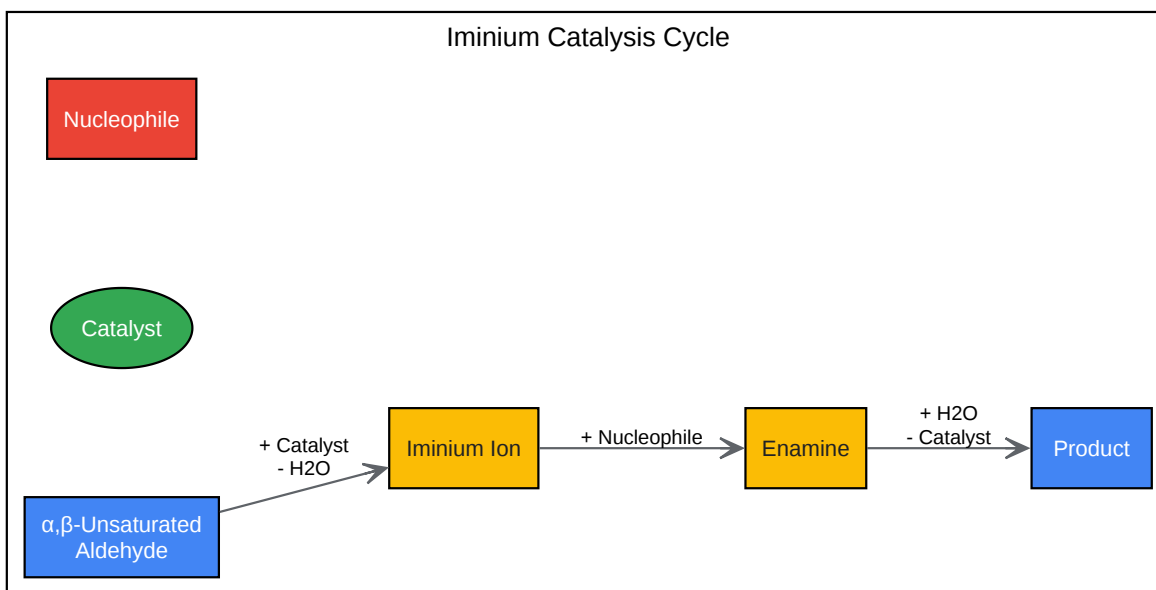 Iminium Catalysis Cycle
Nucleophile
Catalyst
α,β-Unsaturated
Aldehyde
+ Catalyst
- H2O
Iminium Ion
+ Nucleophile
Enamine
+ H2O
- Catalyst
Product